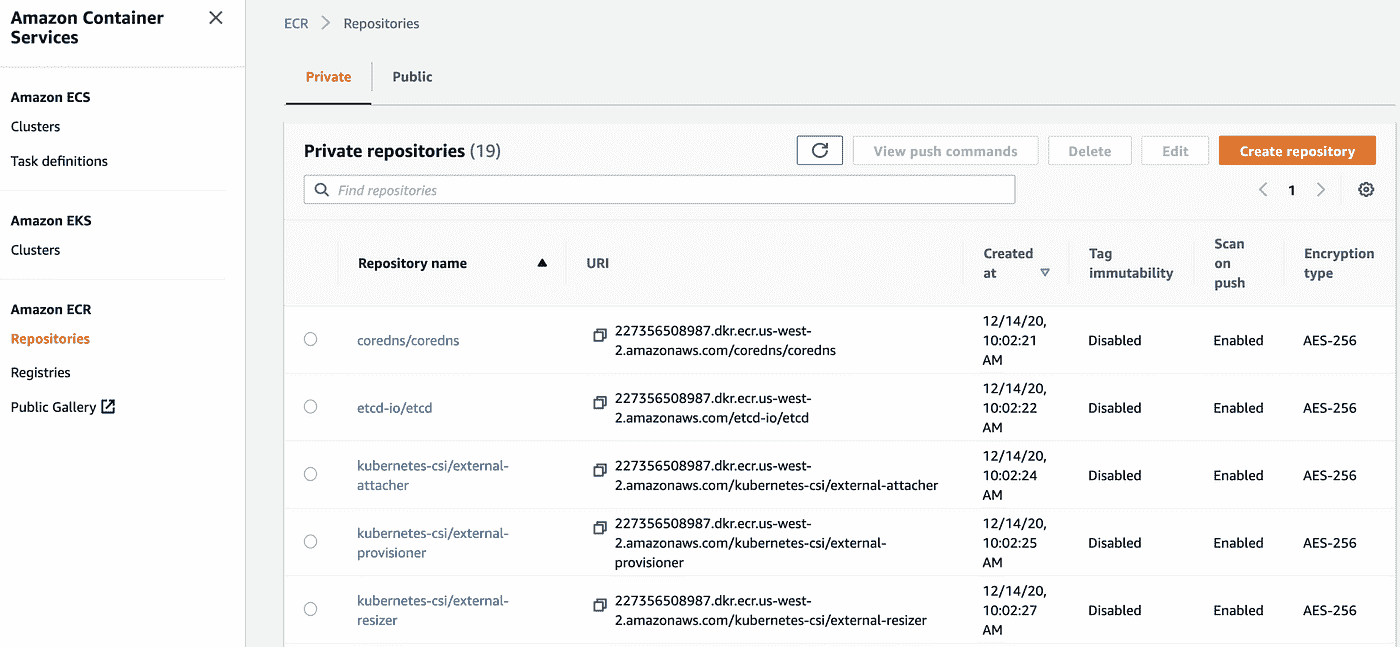 Amazon Container
Services
Amazon ECS
Clusters
Task definitions
Amazon EKS
Clusters
Amazon ECR
Repositories
Registries
Public Gallery
ECR > Repositories
Private Public
Private repositories (19)
View push commands Delete Edit Create repository
Find repositories
1
Repository name URI Created at Tag immutability Scan on push Encryption type
coredns/coredns
227356508987.dkr.ecr.us-west-
2.amazonaws.com/coredns/coredns
12/14/20,
10:02:21
AM
Disabled Enabled AES-256
etcd-io/etcd
227356508987.dkr.ecr.us-west-
2.amazonaws.com/etcd-io/etcd
12/14/20,
10:02:22
AM
Disabled Enabled AES-256
kubernetes-csi/external-
attacher
227356508987.dkr.ecr.us-west-
2.amazonaws.com/kubernetes-csi/external-attacher
12/14/20,
10:02:24
AM
Disabled Enabled AES-256
kubernetes-csi/external-
provisioner
227356508987.dkr.ecr.us-west-
2.amazonaws.com/kubernetes-csi/external-
provisioner
12/14/20,
10:02:25
AM
Disabled Enabled AES-256
kubernetes-csi/external-
resizer
227356508987.dkr.ecr.us-west-
2.amazonaws.com/kubernetes-csi/external-resizer
12/14/20,
10:02:27
AM
Disabled Enabled AES-256